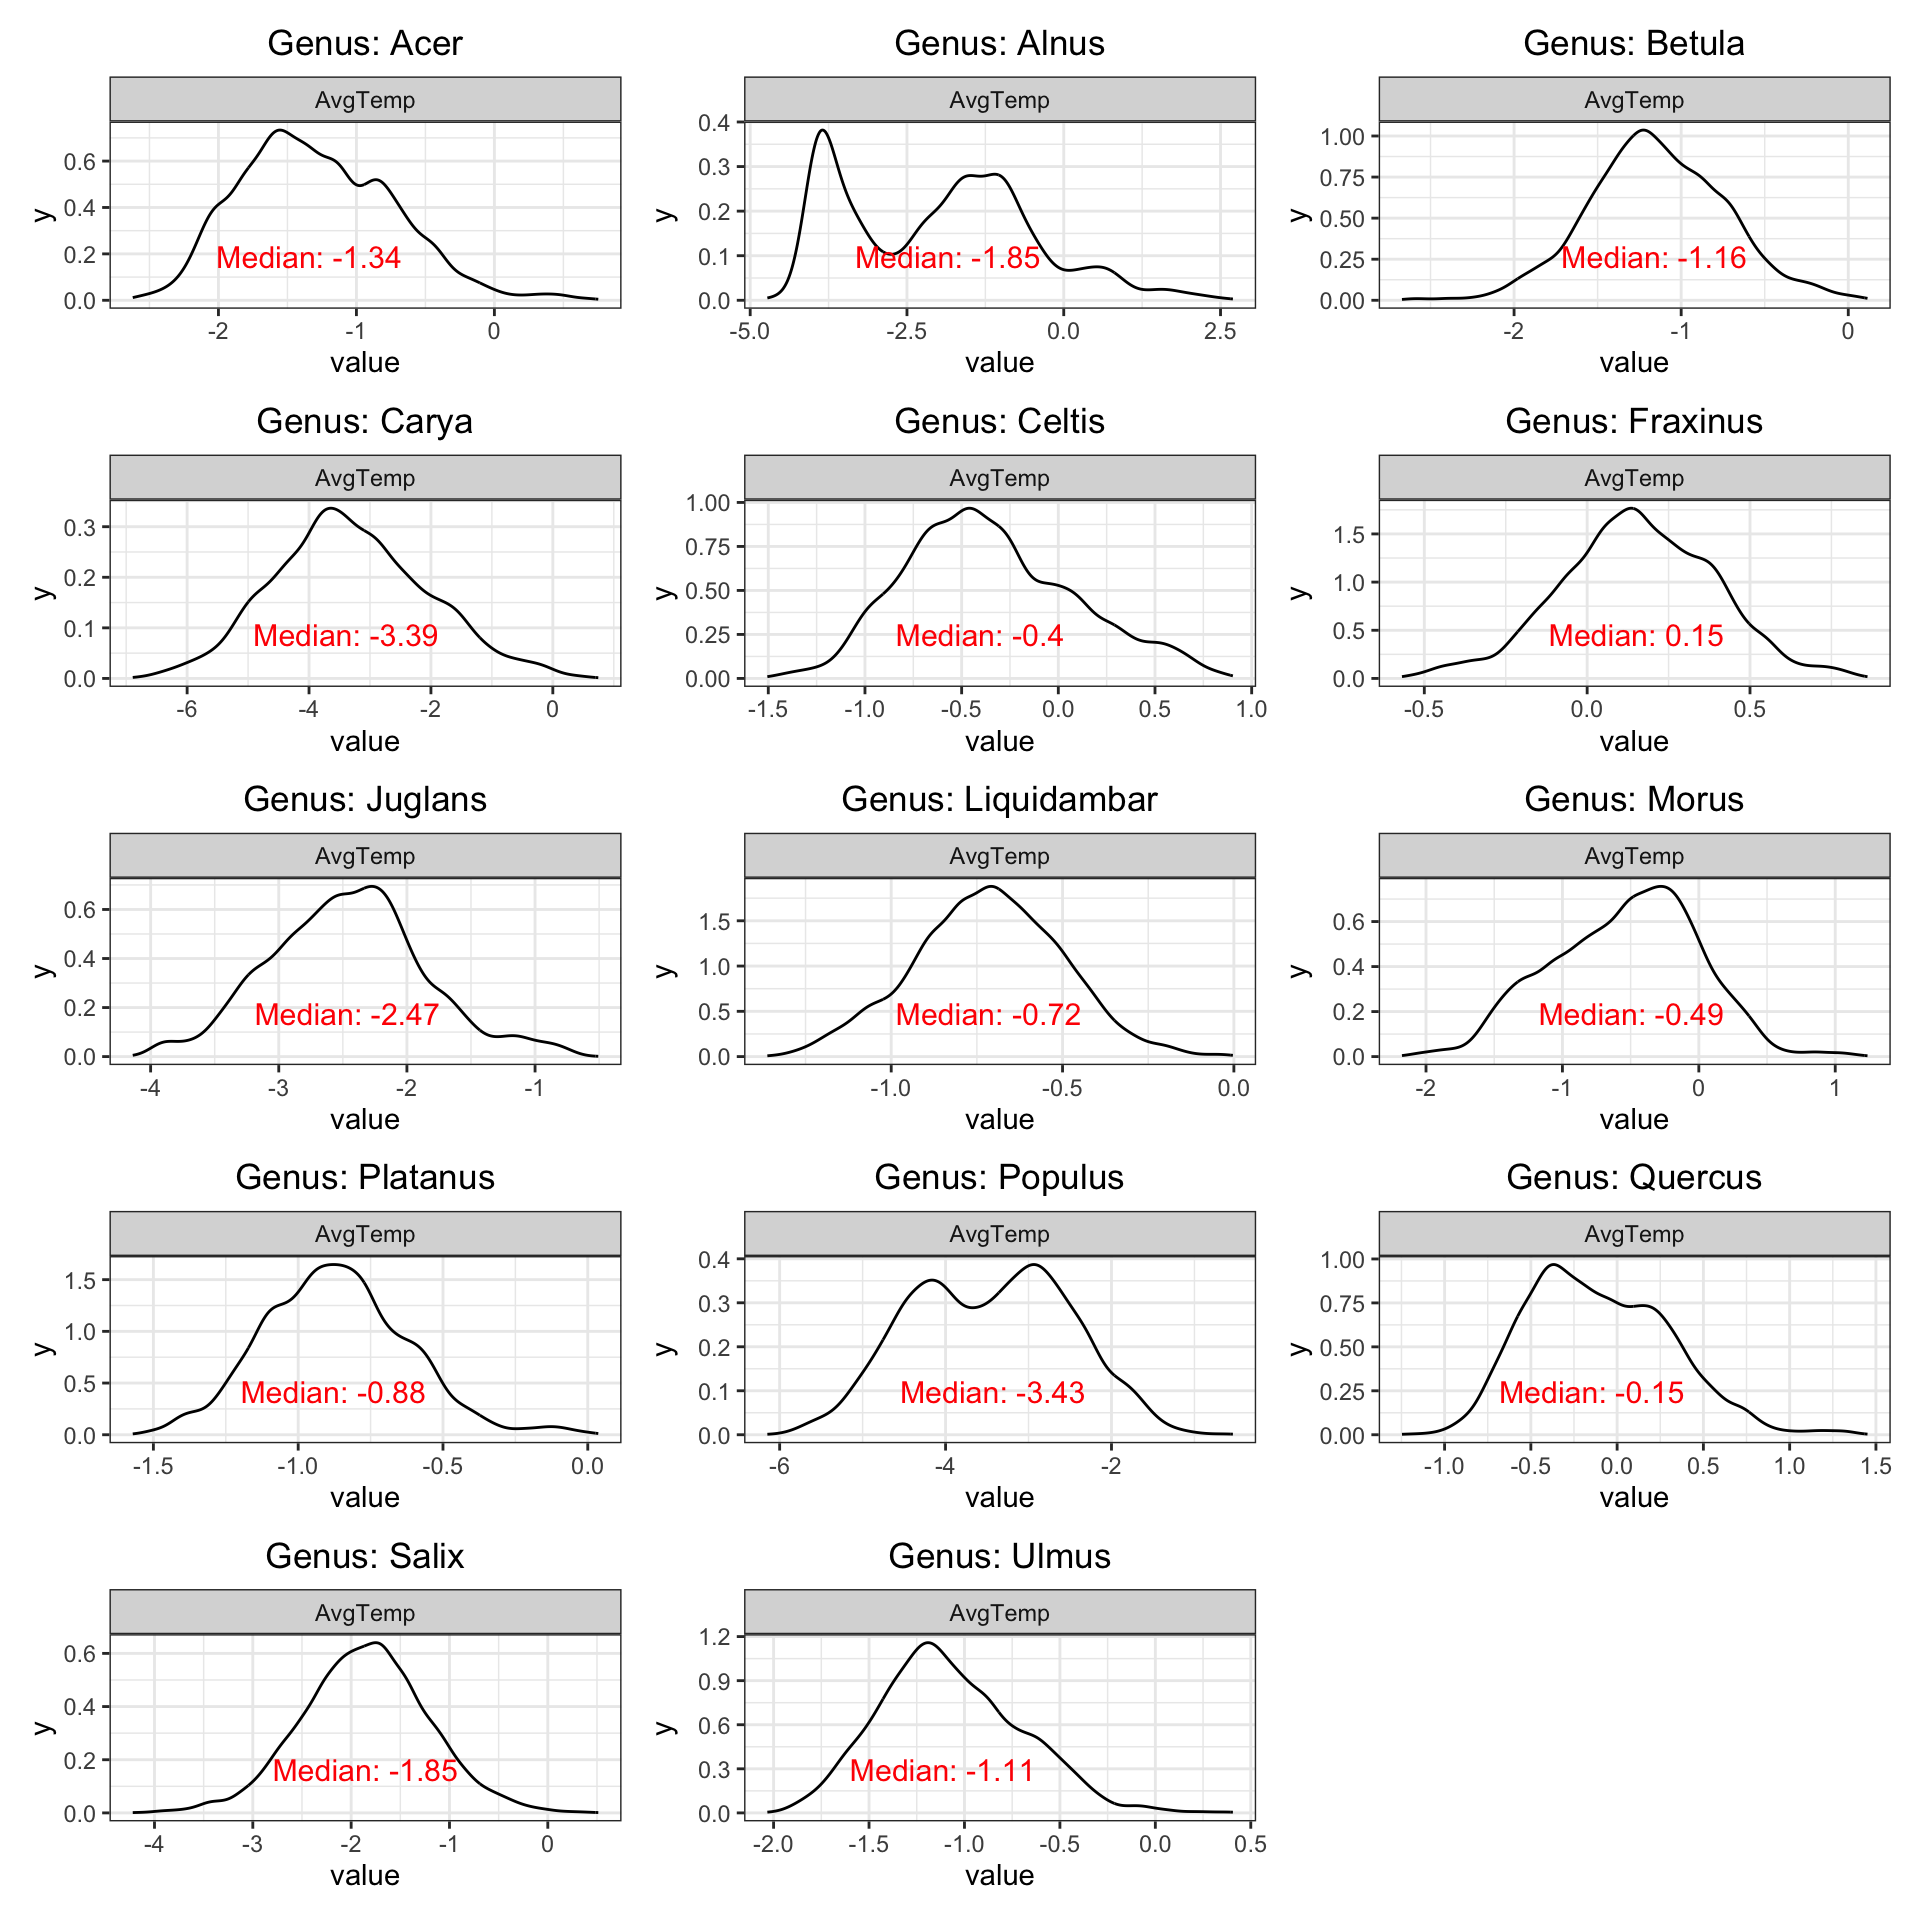 Genus: Acer
AvgTemp
0.6
0.4
0.2
0.0
y
Median: -1.34
-2 -1 0
value
Genus: Alnus
AvgTemp
0.4
0.3
0.2
0.1
0.0
y
Median: -1.85
-5.0 -2.5 0.0 2.5
value
Genus: Betula
AvgTemp
1.00
0.75
0.50
0.25
0.00
y
Median: -1.16
-2 -1 0
value
Genus: Carya
AvgTemp
0.3
0.2
0.1
0.0
y
Median: -3.39
-6 -4 -2 0
value
Genus: Celtis
AvgTemp
1.00
0.75
0.50
0.25
0.00
y
Median: -0.4
-1.5 -1.0 -0.5 0.0 0.5 1.0
value
Genus: Fraxinus
AvgTemp
1.5
1.0
0.5
0.0
y
Median: 0.15
-0.5 0.0 0.5
value
Genus: Juglans
AvgTemp
0.6
0.4
0.2
0.0
y
Median: -2.47
-4 -3 -2 -1
value
Genus: Liquidambar
AvgTemp
1.5
1.0
0.5
0.0
y
Median: -0.72
-1.0 -0.5 0.0
value
Genus: Morus
AvgTemp
0.6
0.4
0.2
0.0
y
Median: -0.49
-2 -1 0 1
value
Genus: Platanus
AvgTemp
1.5
1.0
0.5
0.0
y
Median: -0.88
-1.5 -1.0 -0.5 0.0
value
Genus: Populus
AvgTemp
0.4
0.3
0.2
0.1
0.0
y
Median: -3.43
-6 -4 -2
value
Genus: Quercus
AvgTemp
1.00
0.75
0.50
0.25
0.00
y
Median: -0.15
-1.0 -0.5 0.0 0.5 1.0 1.5
value
Genus: Salix
AvgTemp
0.6
0.4
0.2
0.0
y
Median: -1.85
-4 -3 -2 -1 0
value
Genus: Ulmus
AvgTemp
1.2
0.9
0.6
0.3
0.0
y
Median: -1.11
-2.0 -1.5 -1.0 -0.5 0.0 0.5
value